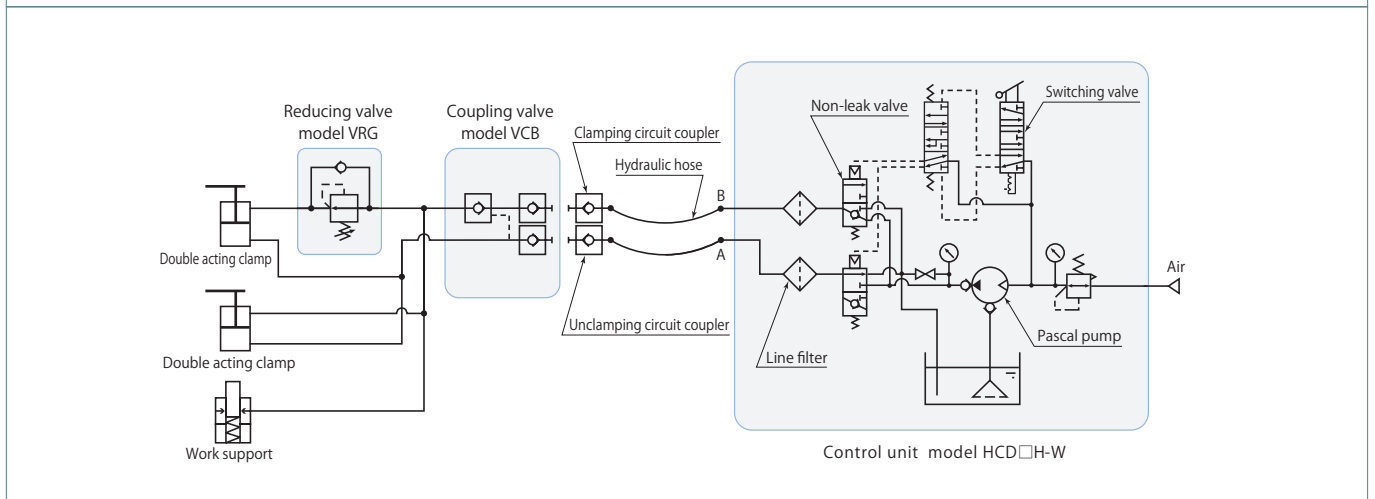 Reducing valve
model VRG
Coupling valve
model VCB
Clamping circuit coupler
Hydraulic hose
Non-leak valve
Switching valve
B
A
Double acting clamp
Unclamping circuit coupler
Air
Double acting clamp
Line filter
Pascal pump
Work support
Control unit model HCD□H-W